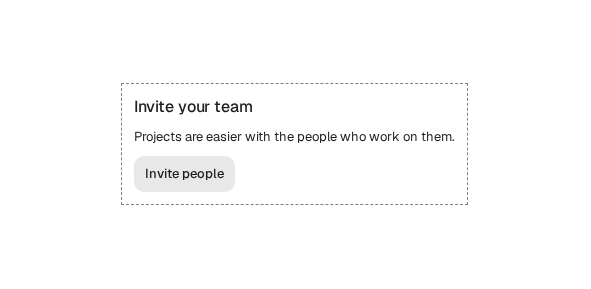 Invite your team
Projects are easier with the people who work on them.
Invite people